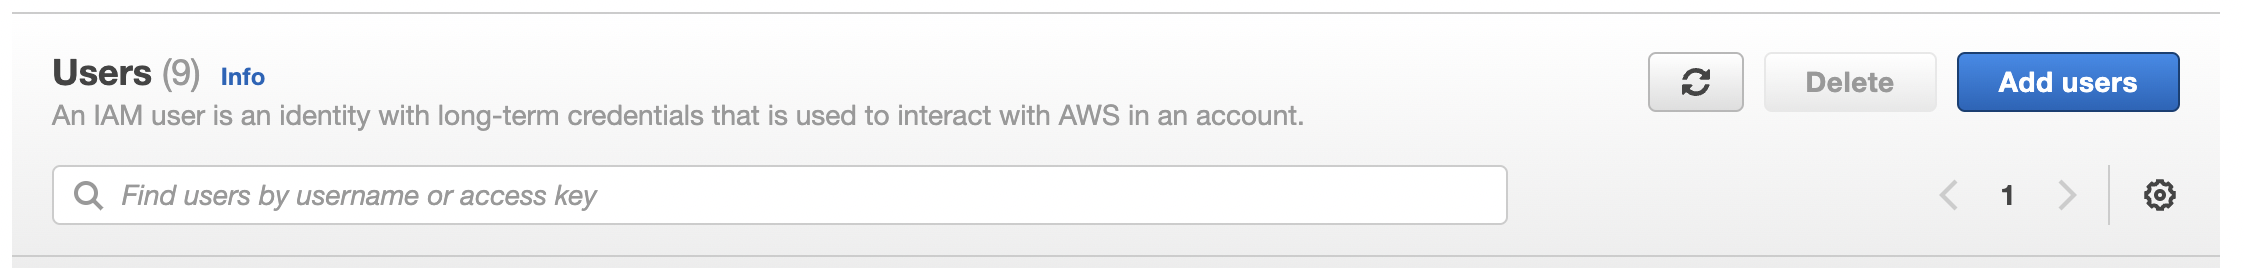 Users (9) Info
Delete
Add users
An IAM user is an identity with long-term credentials that is used to interact with AWS in an account.
Find users by username or access key
1